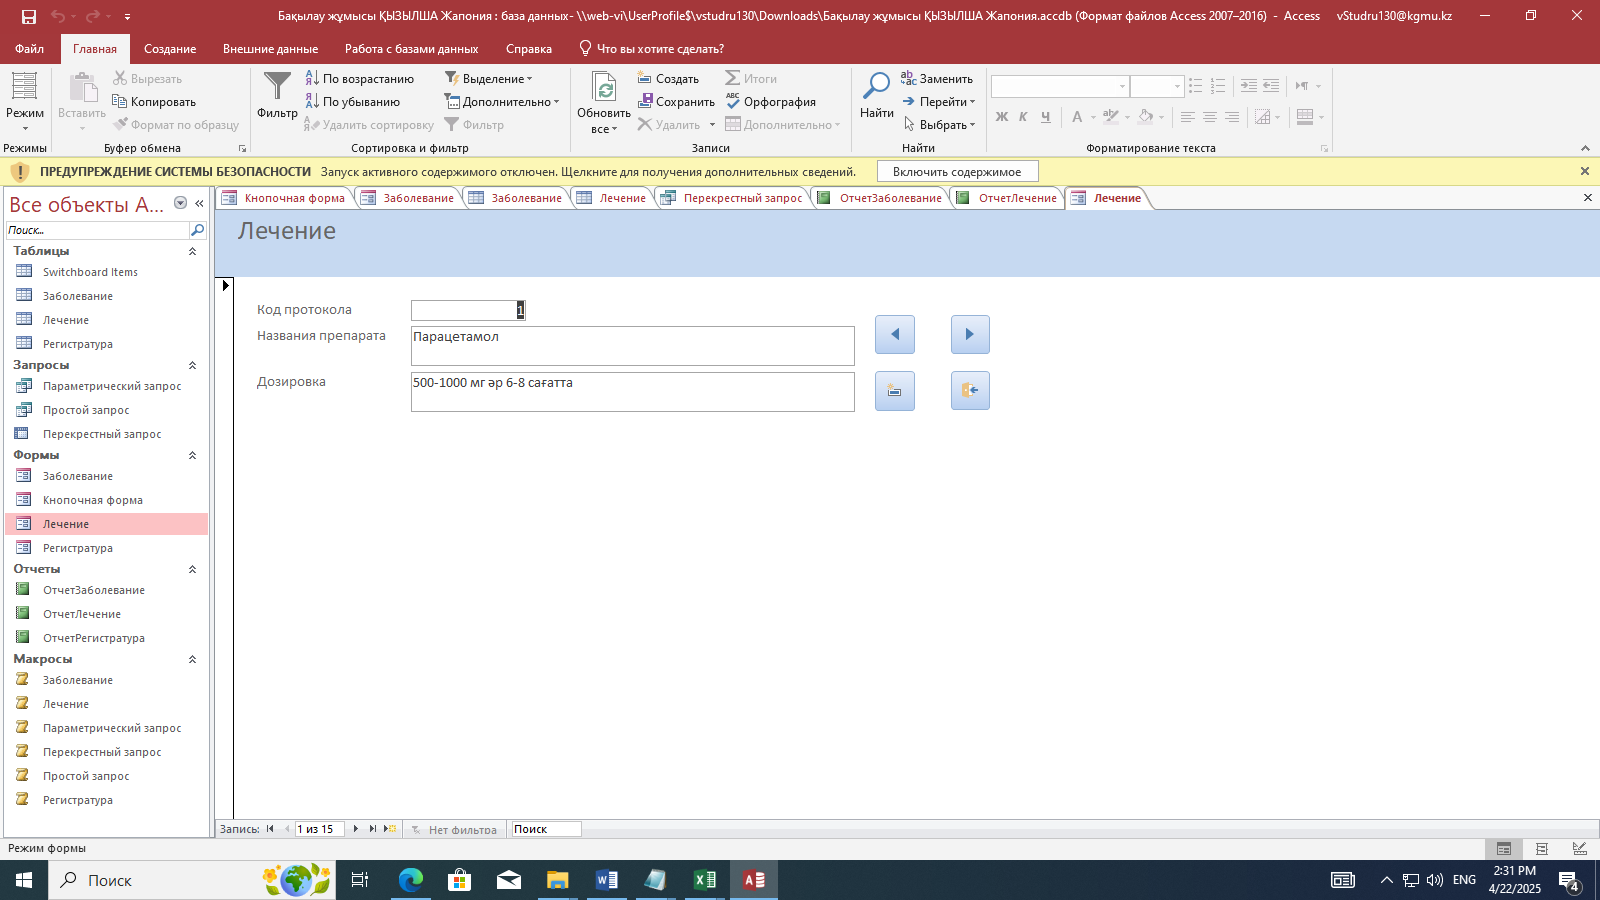 Бақылау жұмысы ҚЫЗЫЛША Жапония : база данных- \\web-vi\UserProfile$\vstudru130\Downloads\Бақылау жұмысы ҚЫЗЫЛША Жапония.accdb (Формат файлов Access 2007–2016) - Access
vStudru130@kgmu.kz
Файл
Главная
Создание
Внешние данные
Работа с базами данных
Справка
Что вы хотите сделать?
Режим
Режимы
Вставить
Вырезать
Копировать
Формат по образцу
Буфер обмена
Фильтр
По возрастанию
По убыванию
Удалить сортировку
Выделение
Дополнительно
Фильтр
Сортировка и фильтр
Обновить все
Создать
Сохранить
Удалить
Итоги
Орфография
Дополнительно
Записи
Найти
Заменить
Перейти
Выбрать
Найти
Ж К Ч
А
Форматирование текста
ПРЕДУПРЕЖДЕНИЕ СИСТЕМЫ БЕЗОПАСНОСТИ Запуск активного содержимого отключен. Щелкните для получения дополнительных сведений.
Включить содержимое
Все объекты A...
Поиск...
Таблицы
Switchboard Items
Заболевание
Лечение
Регистратура
Запросы
Параметрический запрос
Простой запрос
Перекрестный запрос
Формы
Заболевание
Кнопочная форма
Лечение
Регистратура
Отчеты
ОтчетЗаболевание
ОтчетЛечение
ОтчетРегистратура
Макросы
Заболевание
Лечение
Параметрический запрос
Перекрестный запрос
Простой запрос
Регистратура
Кнопочная форма
Заболевание
Заболевание
Лечение
Перекрестный запрос
ОтчетЗаболевание
ОтчетЛечение
Лечение
Лечение
Код протокола 1
Названия препарата Парацетамол
Дозировка 500-1000 мг әр 6-8 сағатта
Запись: 1 из 15 Нет фильтра Поиск
Режим формы
Поиск
ENG
2:31 PM
4/22/2025
4